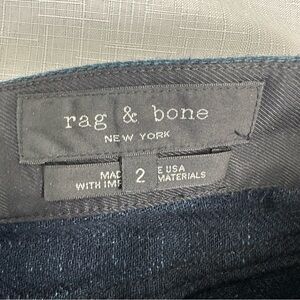 rag & bone
NEW YORK
MAD 2 E USA
WITH IMP MATERIALS